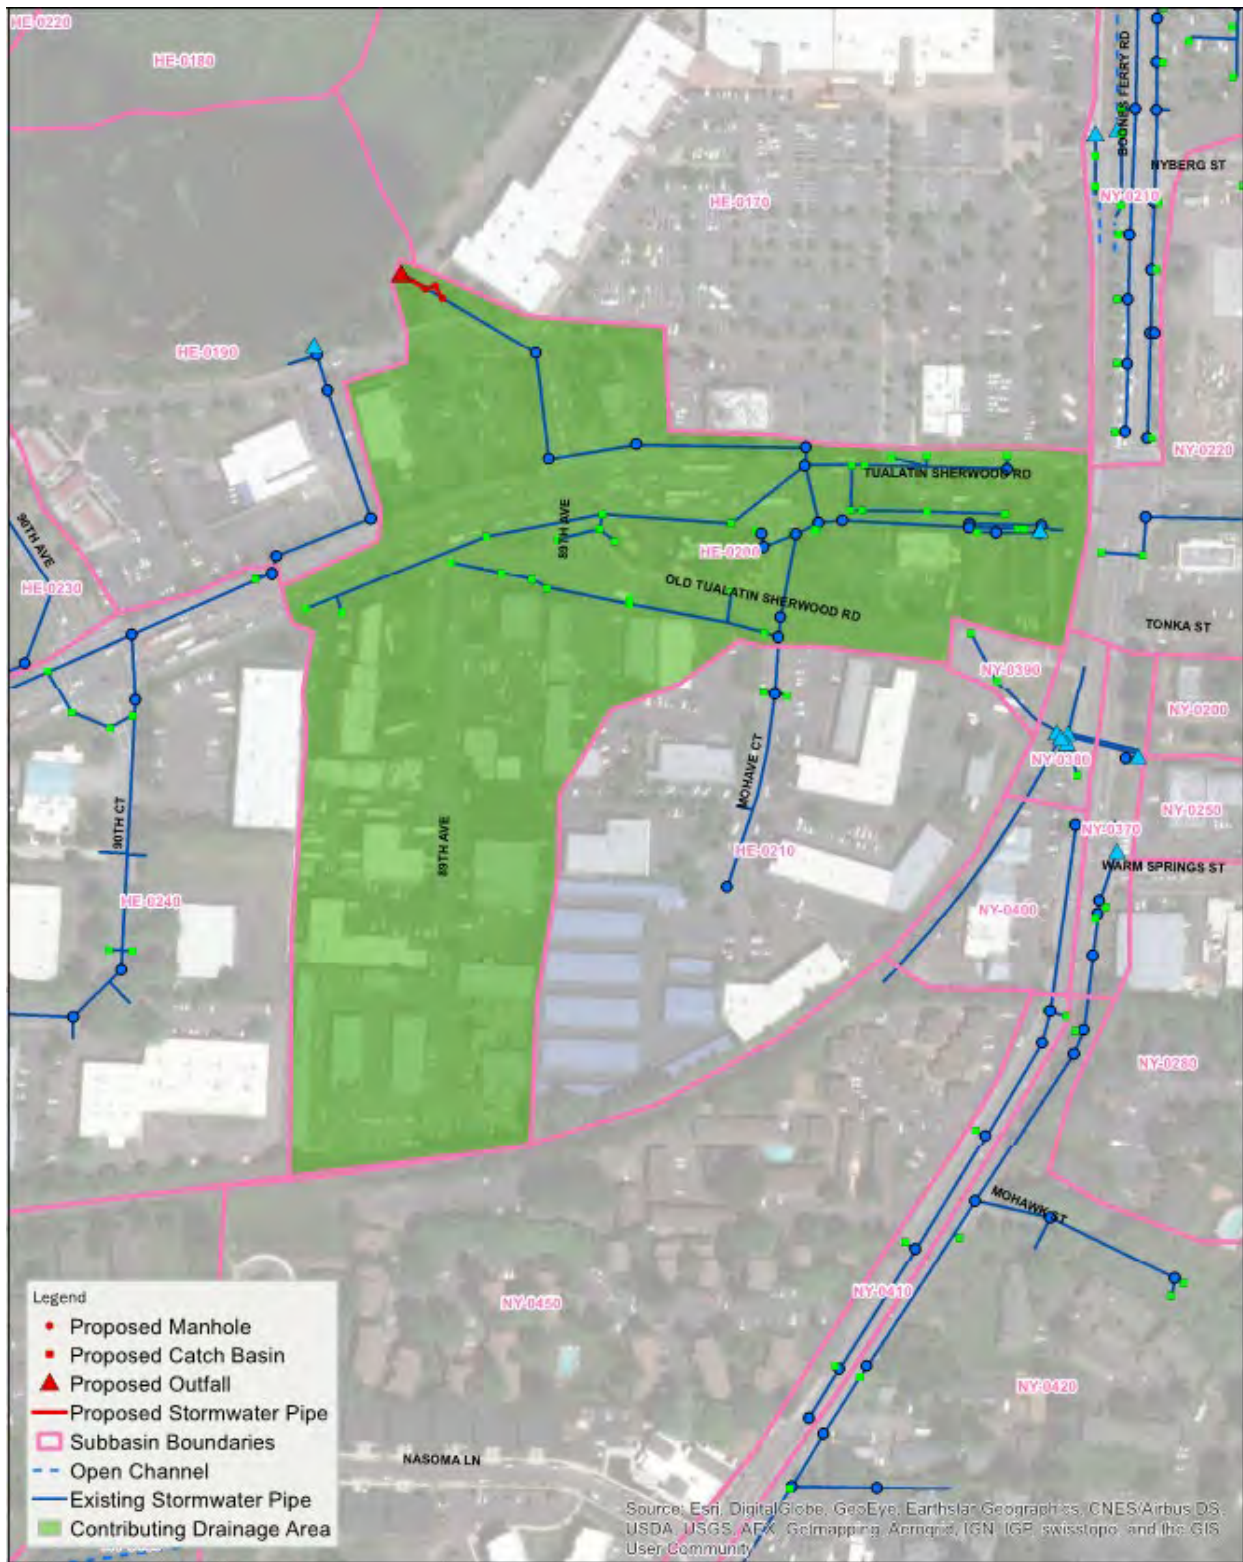 HE-0220
HE-0180
BOONES FERRY RD
NYBERG ST
HE-0170
NY-0210
HE-0190
NY-0220
TUALATIN SHERWOOD RD
90TH AVE
89TH AVE
HE-0200
HE-0230
OLD TUALATIN SHERWOOD RD
TONKA ST
NY-0390
NY-0200
NY-0380
MOHAVE CT
NY-0250
90TH CT
89TH AVE
NY-0370
HE-0210
WARM SPRINGS ST
HE-0240
NY-0400
NY-0280
MOHAWK ST
NY-0450
NY-0410
NY-0420
NASOMA LN
Legend
Proposed Manhole
Proposed Catch Basin
Proposed Outfall
Proposed Stormwater Pipe
Subbasin Boundaries
Open Channel
Existing Stormwater Pipe
Contributing Drainage Area
Source: Esri, DigitalGlobe, GeoEye, Earthstar Geographics, CNES/Airbus DS,
USDA, USGS, AEX, Getmapping, Aerogrid, IGN, IGP, swisstopo, and the GIS
User Community